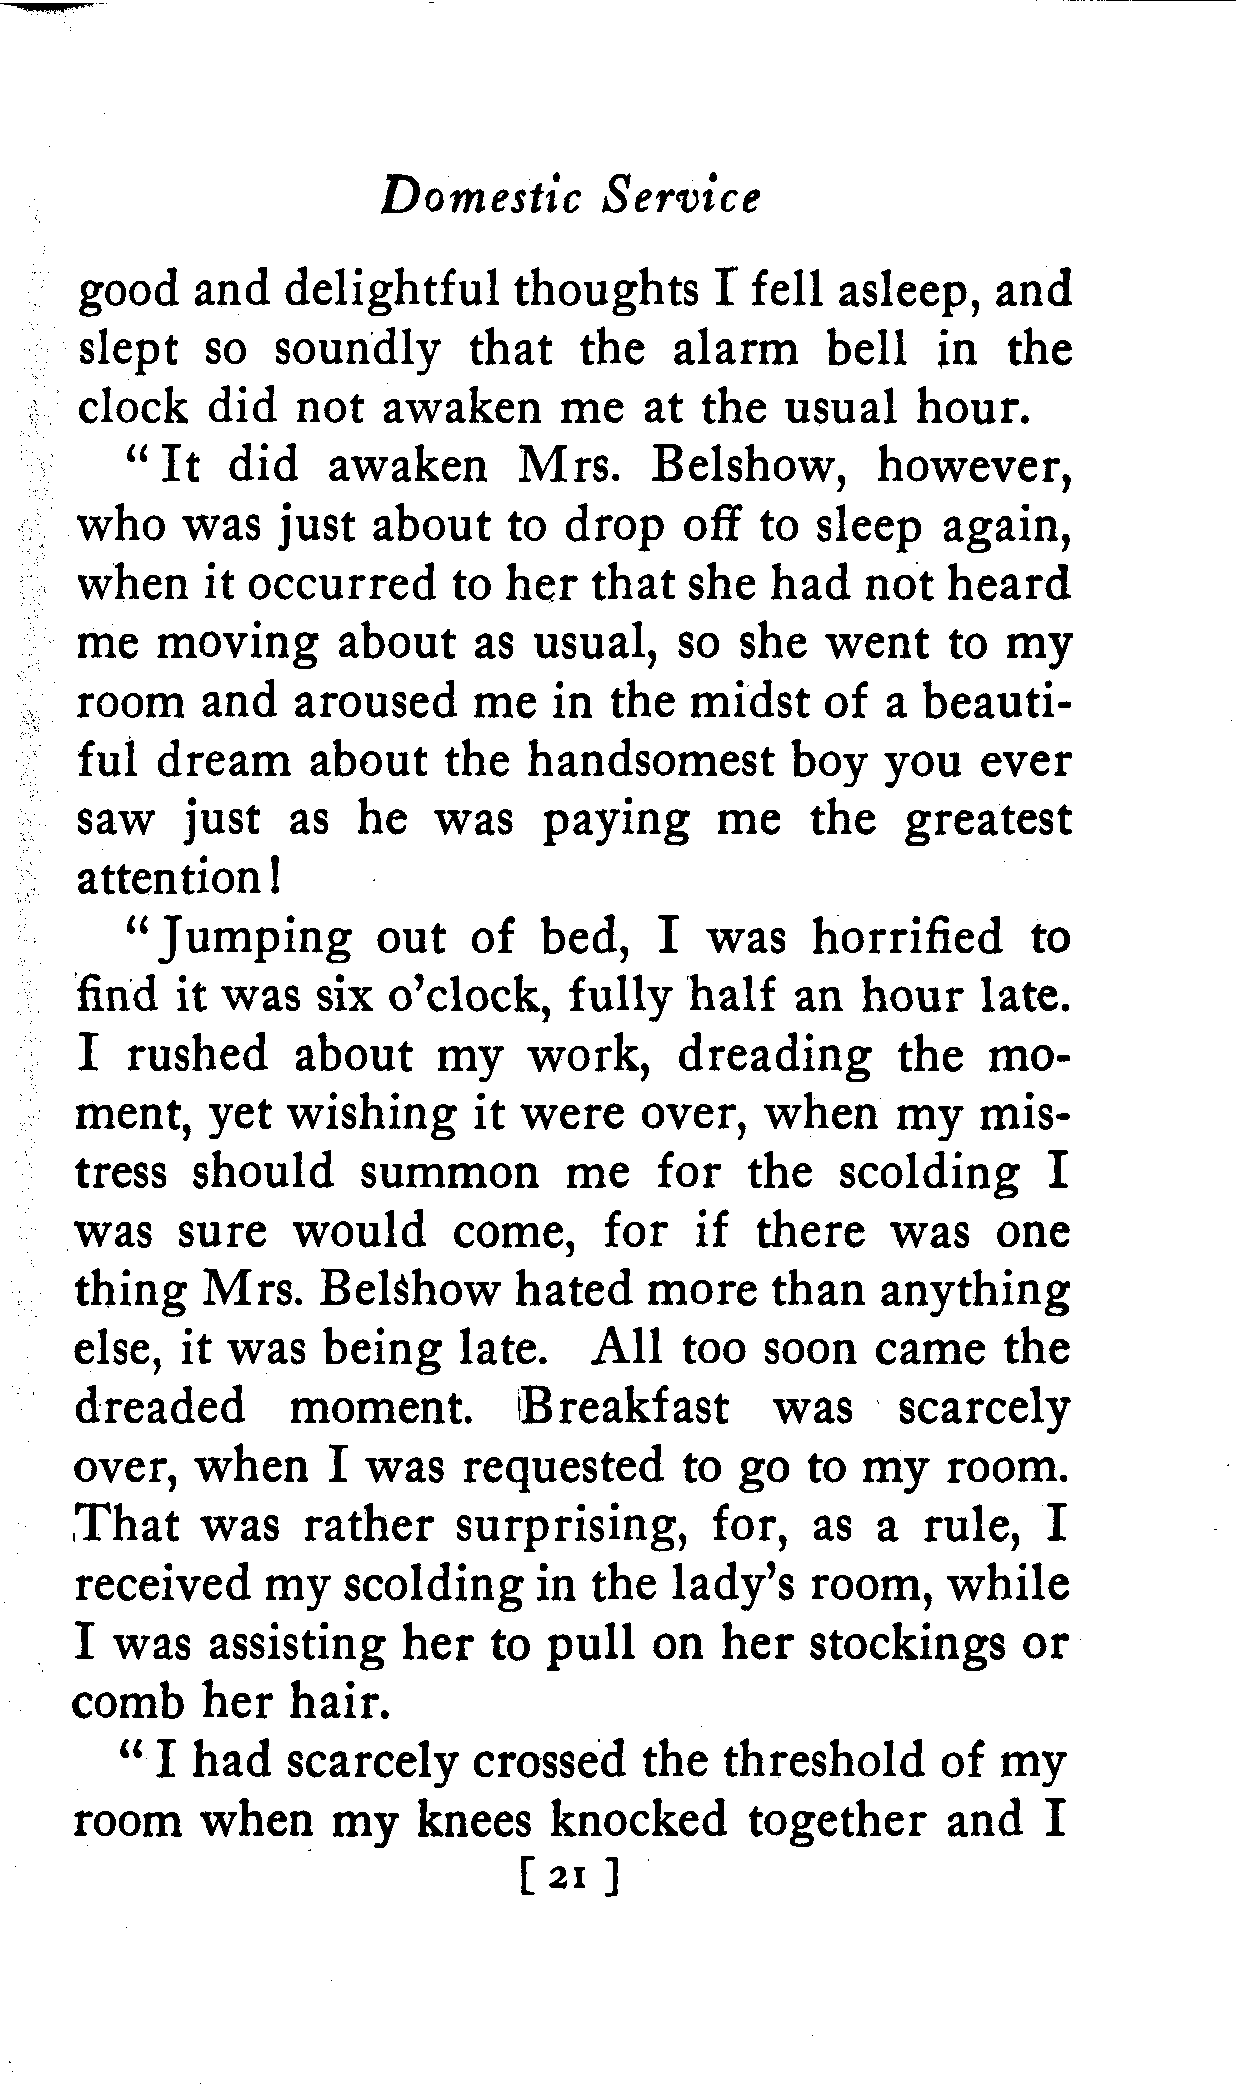 Domestic Service
good and delightful thoughts I fell asleep, and
slept so soundly that the alarm bell in the
clock did not awaken me at the usual hour.
“It did awaken Mrs. Belshow, however,
who was just about to drop off to sleep again,
when it occurred to her that she had not heard
me moving about as usual, so she went to my
room and aroused me in the midst of a beauti-
ful dream about the handsomest boy you ever
saw just as he was paying me the greatest
attention!
“Jumping out of bed, I was horrified to
find it was six o’clock, fully half an hour late.
I rushed about my work, dreading the mo-
ment, yet wishing it were over, when my mis-
tress should summon me for the scolding I
was sure would come, for if there was one
thing Mrs. Belshow hated more than anything
else, it was being late. All too soon came the
dreaded moment. Breakfast was scarcely
over, when I was requested to go to my room.
That was rather surprising, for, as a rule, I
received my scolding in the lady’s room, while
I was assisting her to pull on her stockings or
comb her hair.
“I had scarcely crossed the threshold of my
room when my knees knocked together and I
[ 21 ]